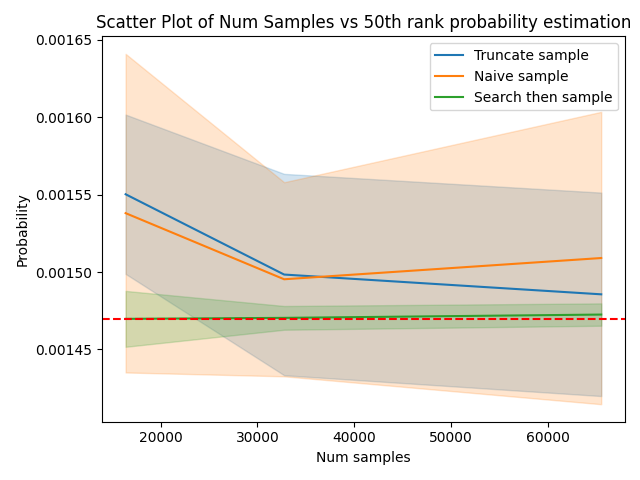 Scatter Plot of Num Samples vs 50th rank probability estimation
Truncate sample
Naive sample
Search then sample
0.00165
0.00160
0.00155
0.00150
0.00145
Probability
20000 30000 40000 50000 60000
Num samples